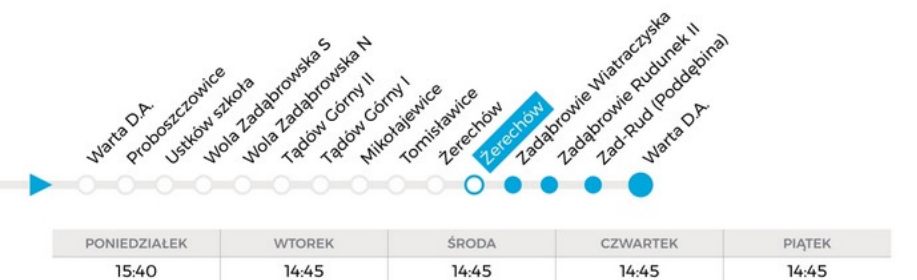 Warta D.A.
Proboszczowice
Ustków szkoła
Wola Zadąbrowska S
Wola Zadąbrowska N
Tądów Górny II
Tądów Górny I
Mikołajewice
Tomisławice
Żerechów
Żerechów
Zadąbrowie Wiatraczyska
Zadąbrowie Rudunek II
Zad-Rud (Poddębina)
Warta D.A.
PONIEDZIAŁEK WTOREK ŚRODA CZWARTEK PIĄTEK
15:40 14:45 14:45 14:45 14:45